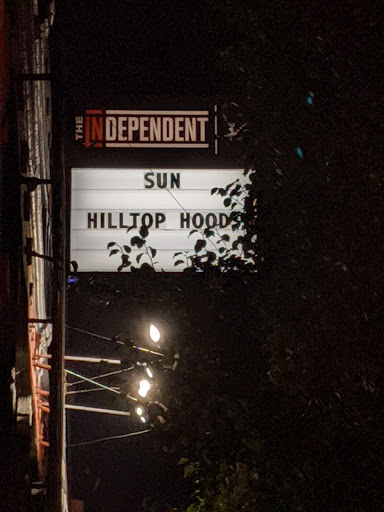 THE INDEPENDENT
SUN
HILLTOP HOODS